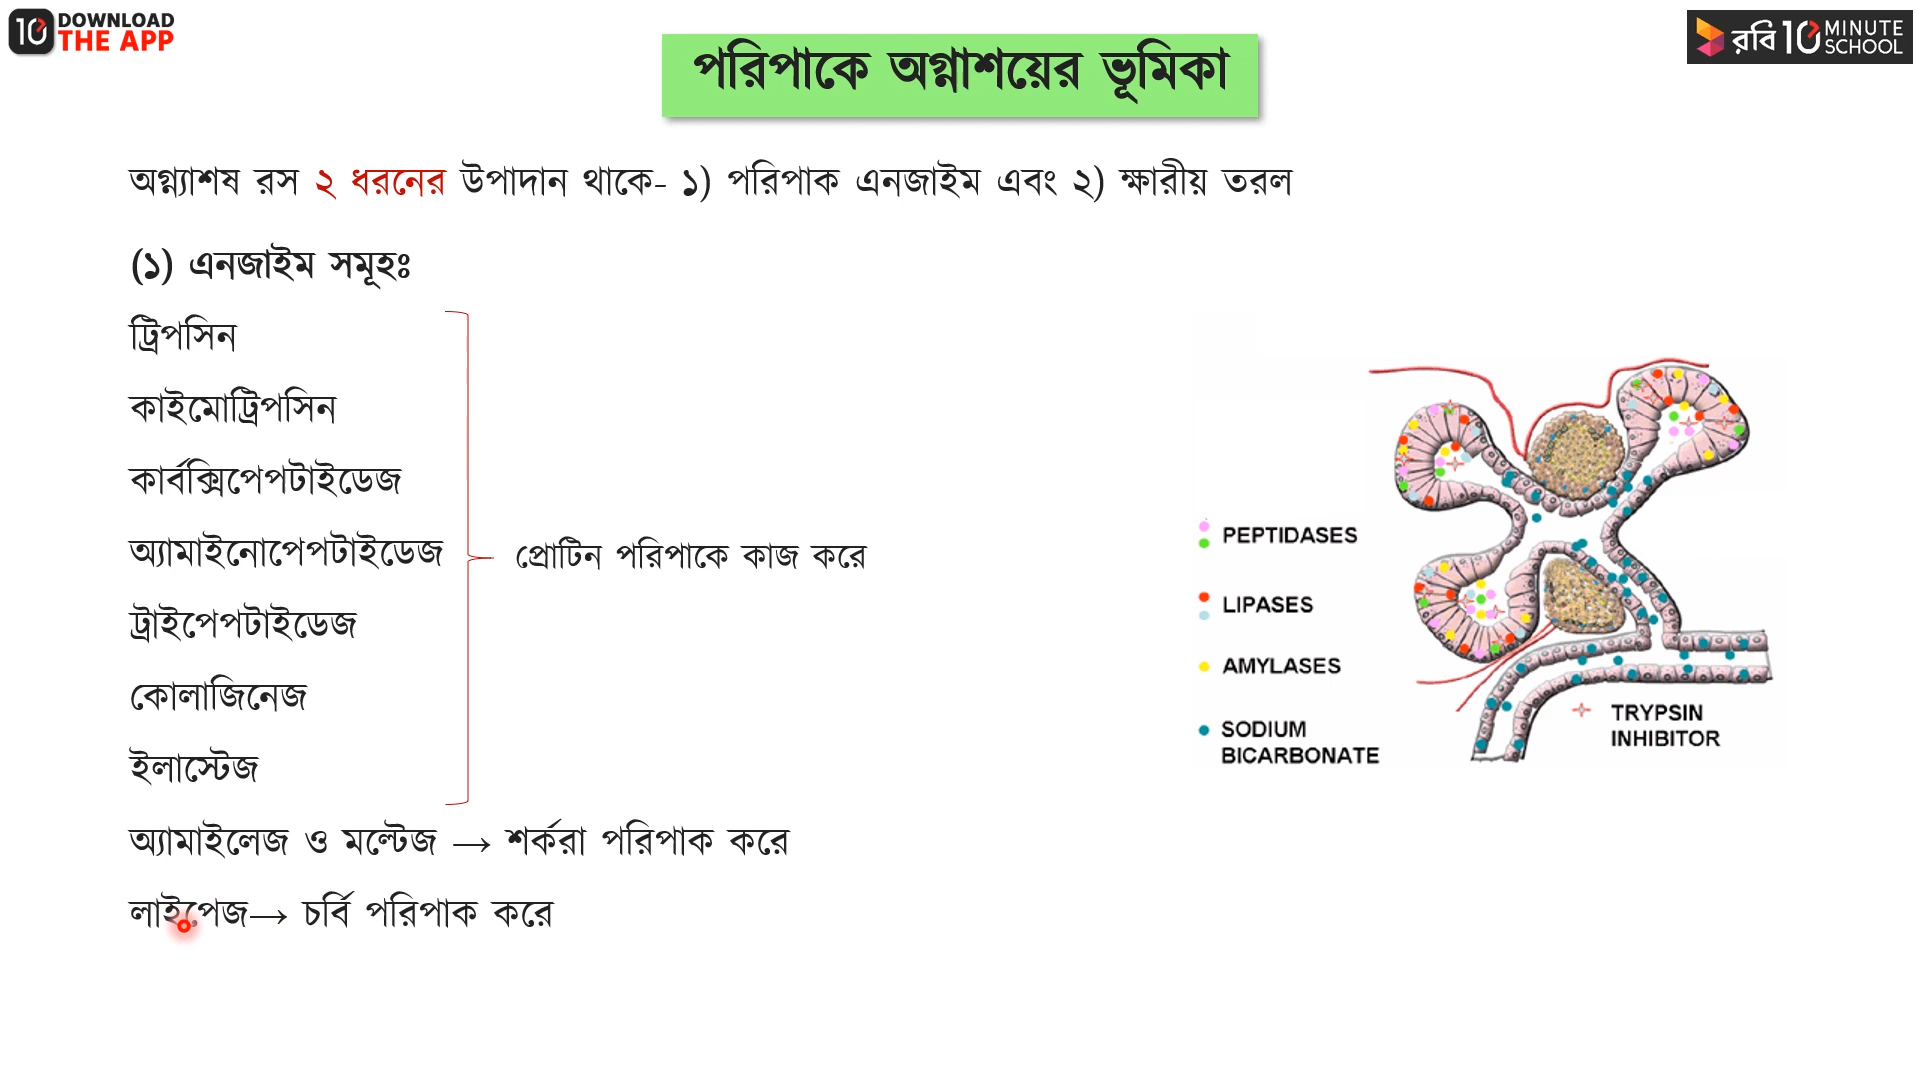 10 DOWNLOAD
THE APP
রবি 10 MINUTE
SCHOOL
পরিপাকে অগ্নাশয়ের ভূমিকা
অগ্ন্যাশষ রস ২ ধরনের উপাদান থাকে- ১) পরিপাক এনজাইম এবং ২) ক্ষারীয় তরল
(১) এনজাইম সমূহঃ
ট্রিপসিন
কাইমোট্রিপসিন
কার্বক্সিপেপটাইডেজ
অ্যামাইনোপেপটাইডেজ
প্রোটিন পরিপাকে কাজ করে
ট্রাইপেপটাইডেজ
কোলাজিনেজ
ইলাস্টেজ
অ্যামাইলেজ ও মল্টেজ → শর্করা পরিপাক করে
লাইপেজ→ চর্বি পরিপাক করে
PEPTIDASES
LIPASES
AMYLASES
SODIUM
BICARBONATE
TRYPSIN
INHIBITOR